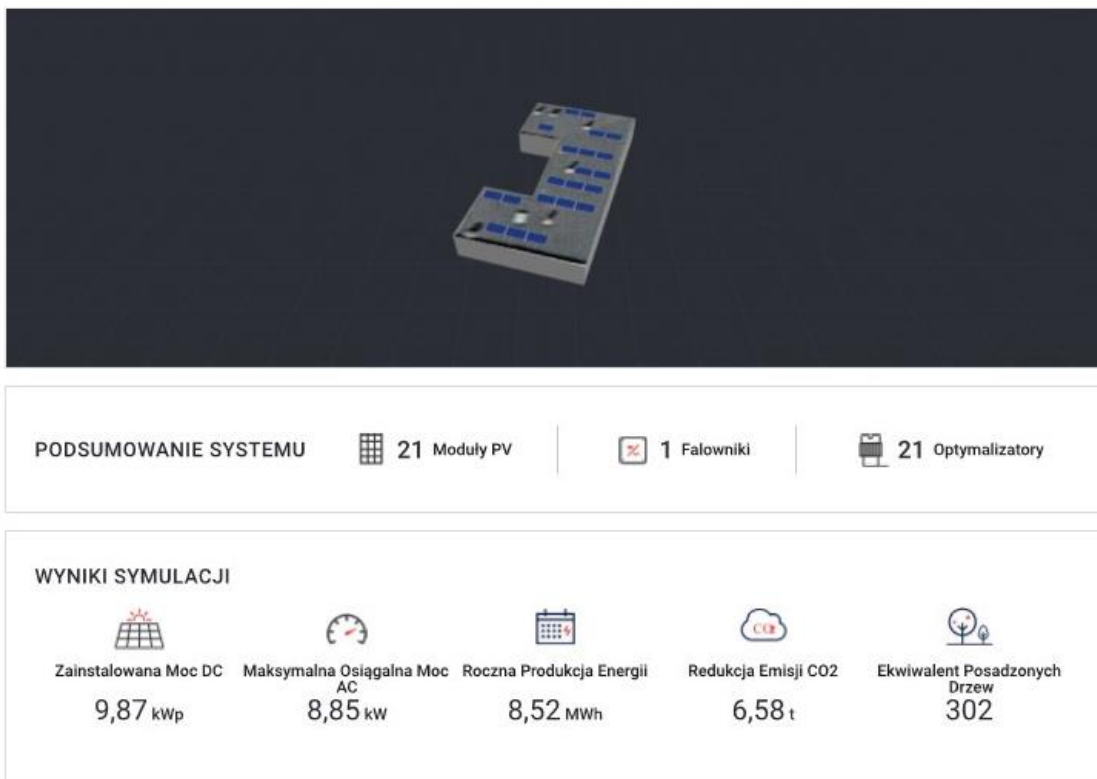 PODSUMOWANIE SYSTEMU
21 Moduły PV
1 Falowniki
21 Optymalizatory
WYNIKI SYMULACJI
CO2
Zainstalowana Moc DC
9,87 kWp
Maksymalna Osiągalna Moc
AC
8,85 kW
Roczna Produkcja Energii
8,52 MWh
Redukcja Emisji CO2
6,58 t
Ekwiwalent Posadzonych
Drzew
302